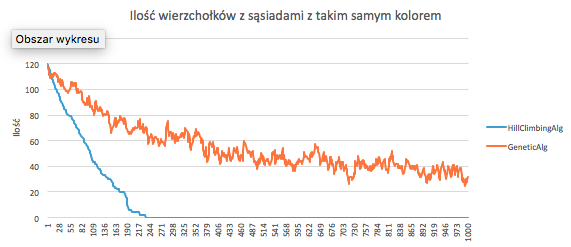 Ilość wierzchołków z sąsiadami z takim samym kolorem
Obszar wykresu
120
100
80
60
40
20
0
Ilość
1 28 55 82 109 136 163 190 217 244 271 298 325 352 379 406 433 460 487 514 541 568 595 622 649 676 703 730 757 784 811 838 865 892 919 946 973 1000
HillClimbingAlg
GeneticAlg